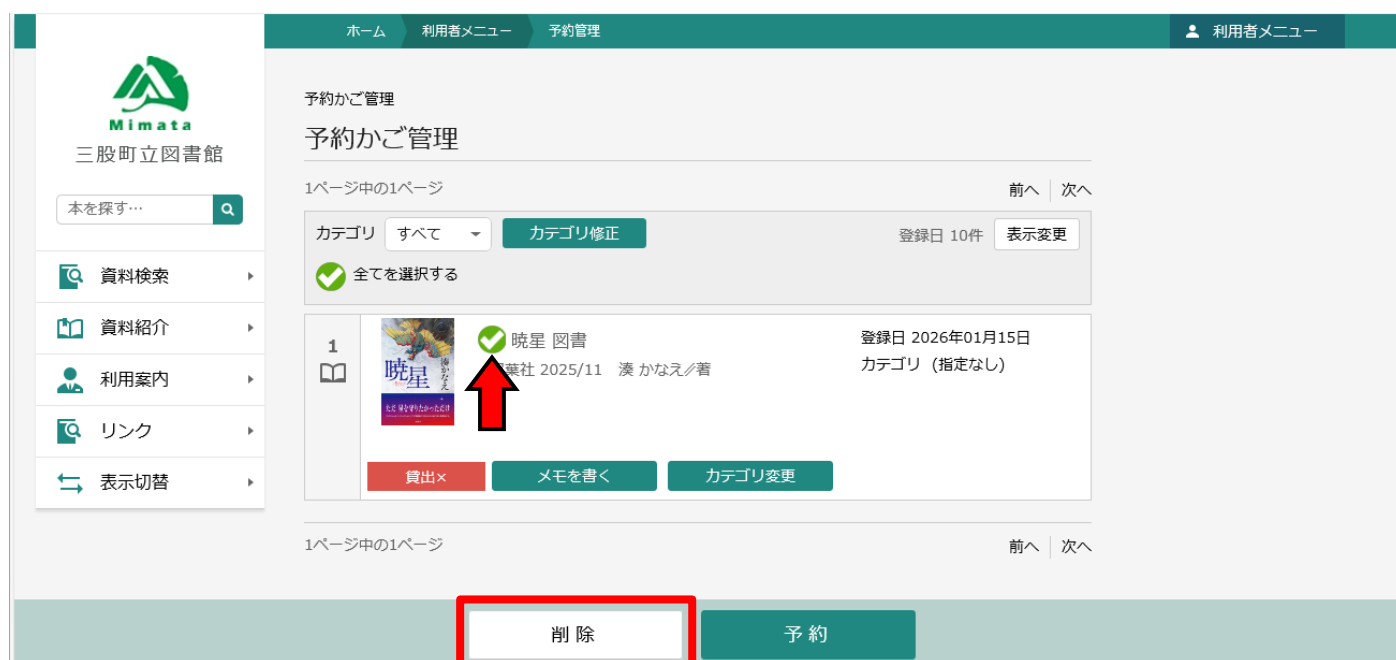 ホーム 利用者メニュー 予約管理 利用者メニュー
Mimata
三股町立図書館
本を探す…
資料検索
資料紹介
利用案内
リンク
表示切替
予約かご管理
予約かご管理
1ページ中の1ページ 前へ 次へ
カテゴリ すべて カテゴリ修正 登録日 10件 表示変更
全てを選択する
1
暁星
湊かなえ
暁星 図書
葉社 2025/11 湊 かなえ∥著
登録日 2026年01月15日
カテゴリ (指定なし)
貸出× メモを書く カテゴリ変更
1ページ中の1ページ 前へ 次へ
削除 予約